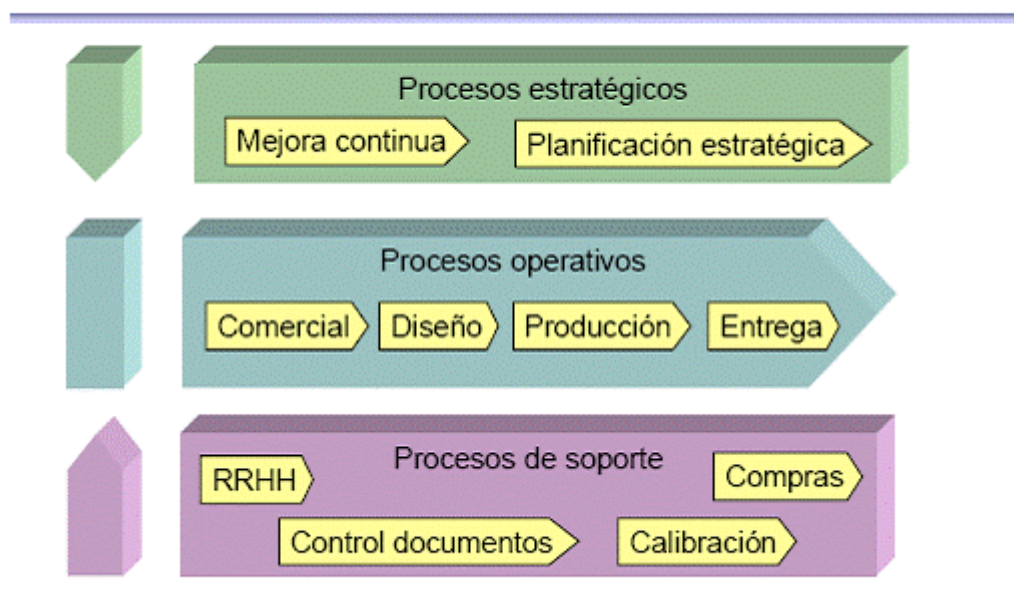 Procesos estratégicos
Mejora continua
Planificación estratégica
Procesos operativos
Comercial
Diseño
Producción
Entrega
Procesos de soporte
RRHH
Compras
Control documentos
Calibración